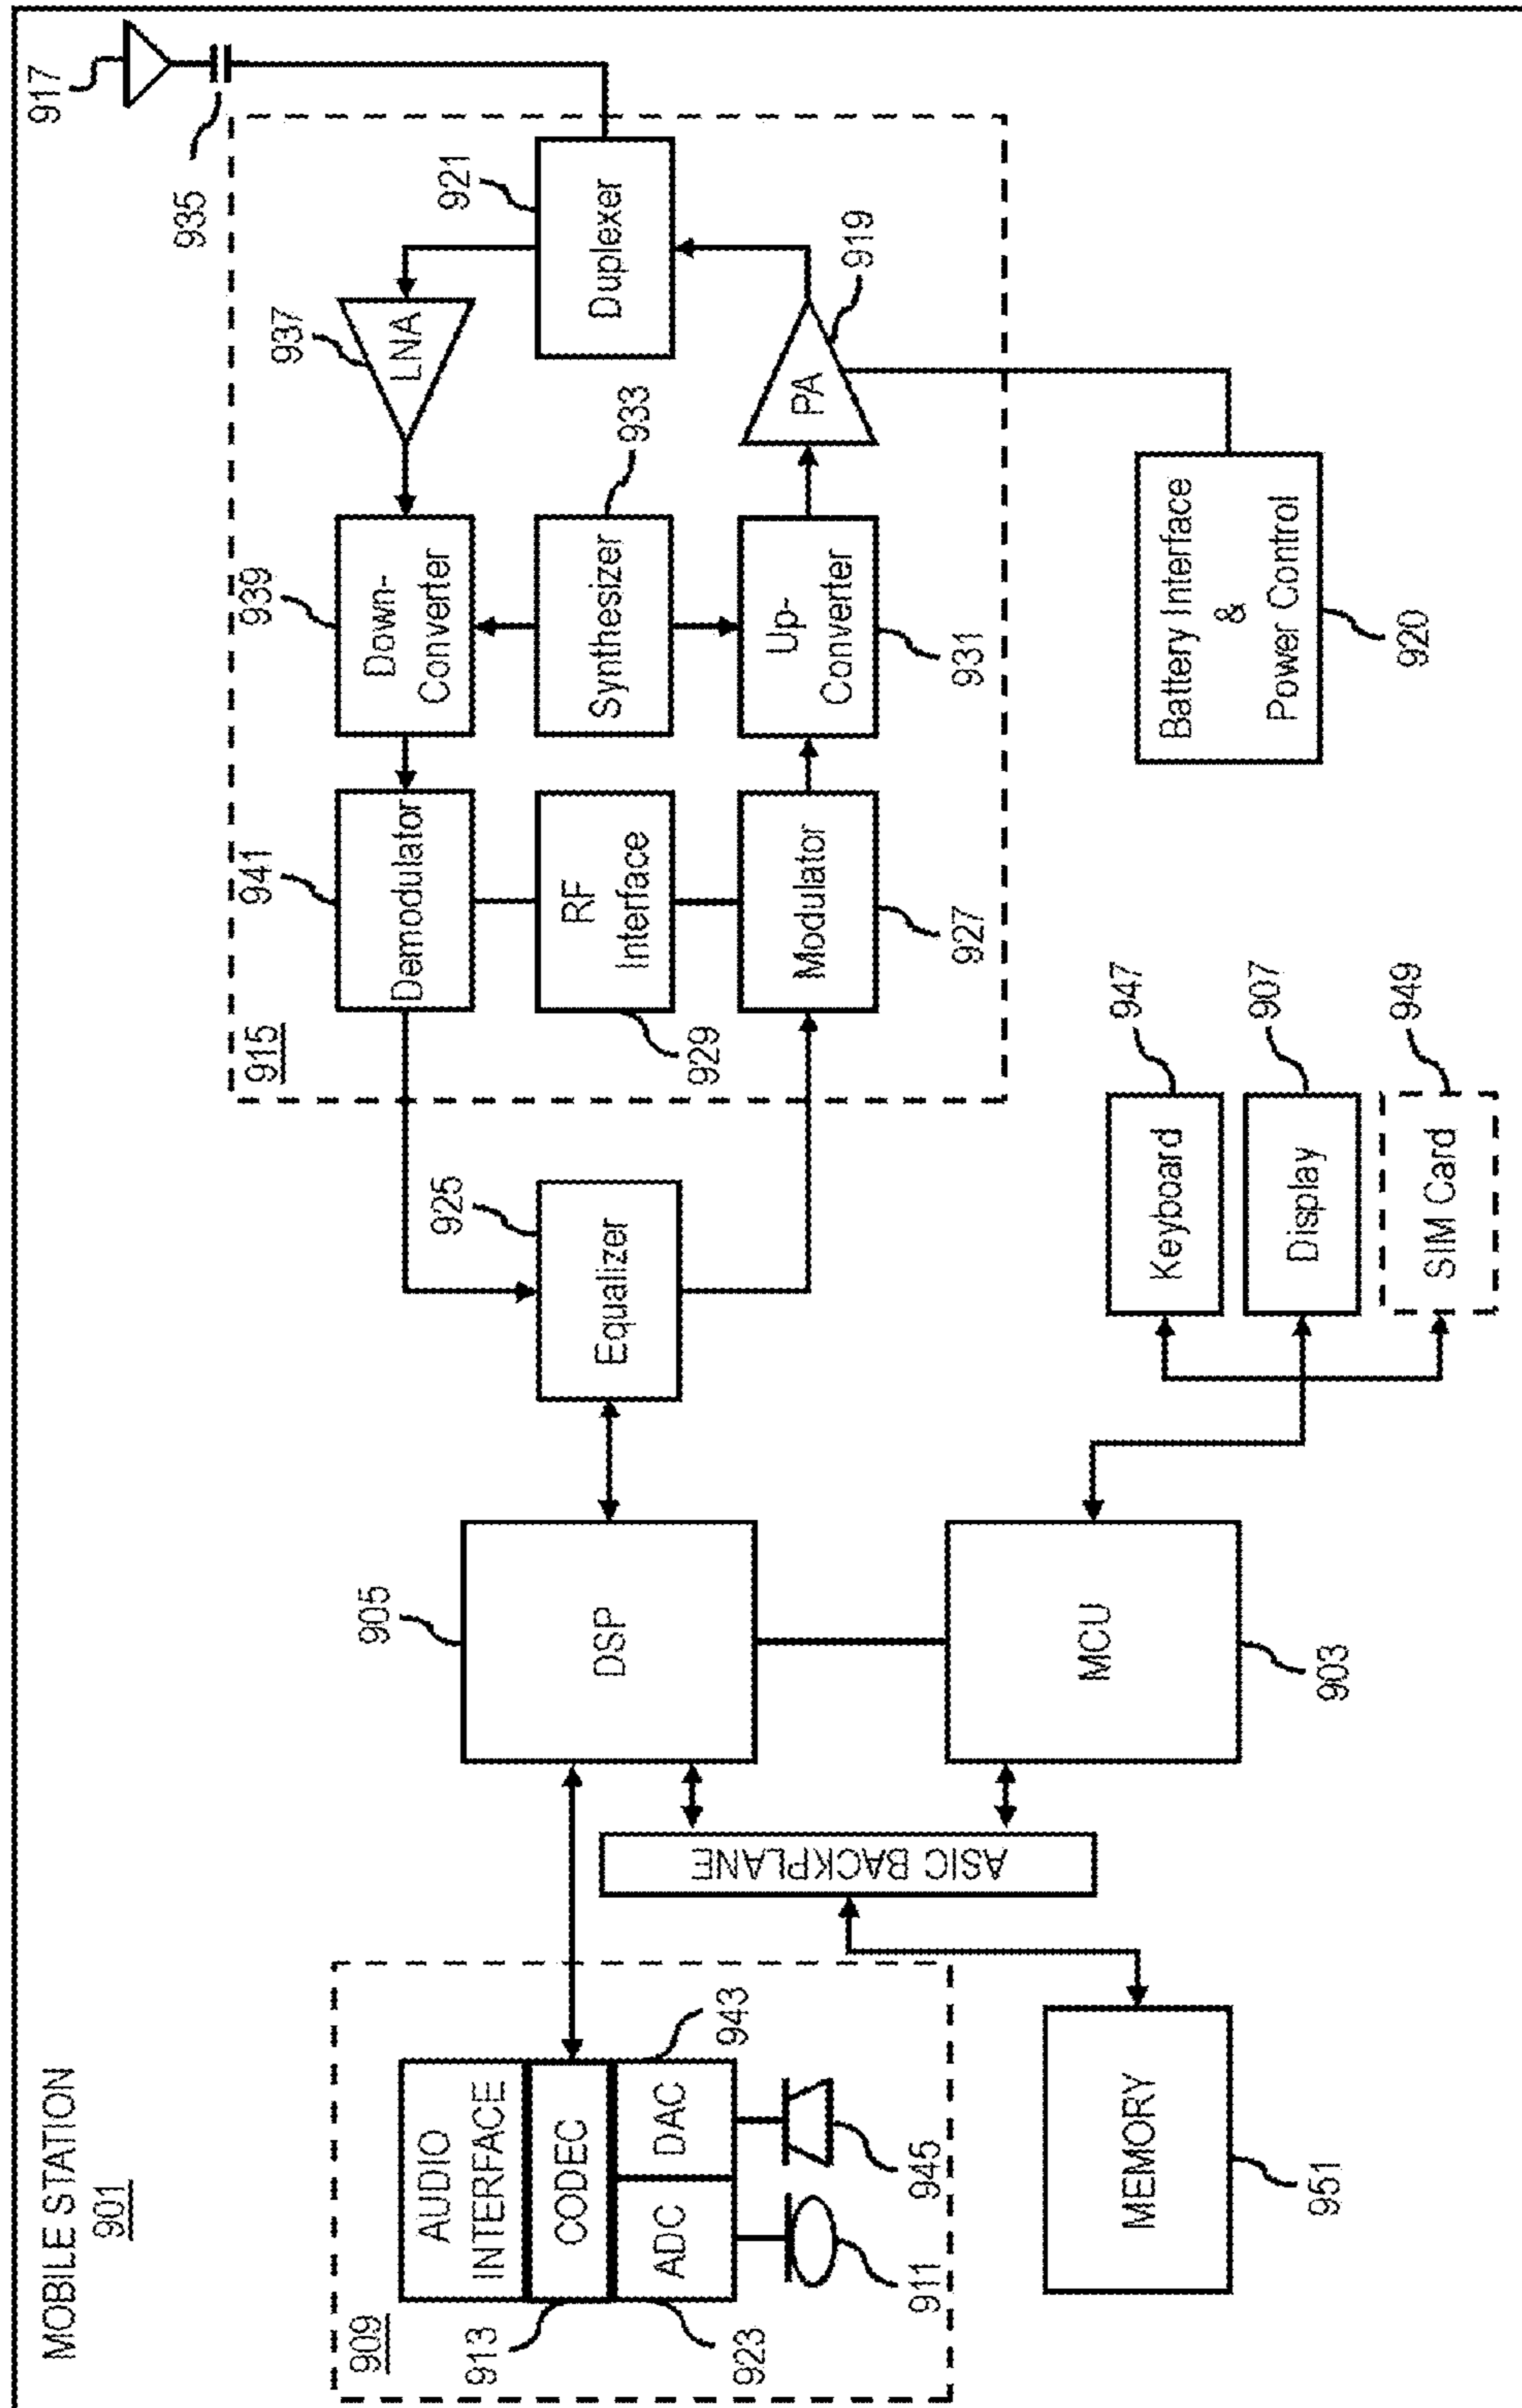 MOBILE STATION
901
909
AUDIO
INTERFACE
CODEC
ADC
DAC
913
923
943
911
945
ASIC BACKPLANE
MEMORY
951
905
DSP
MCU
903
925
Equalizer
915
941
Demodulator
RF
Interface
929
Modulator
927
939
Down-
Converter
Synthesizer
933
Up-
Converter
931
937
LNA
PA
919
921
Duplexer
917
935
Battery Interface
&
Power Control
920
Keyboard
947
Display
907
SIM Card
949